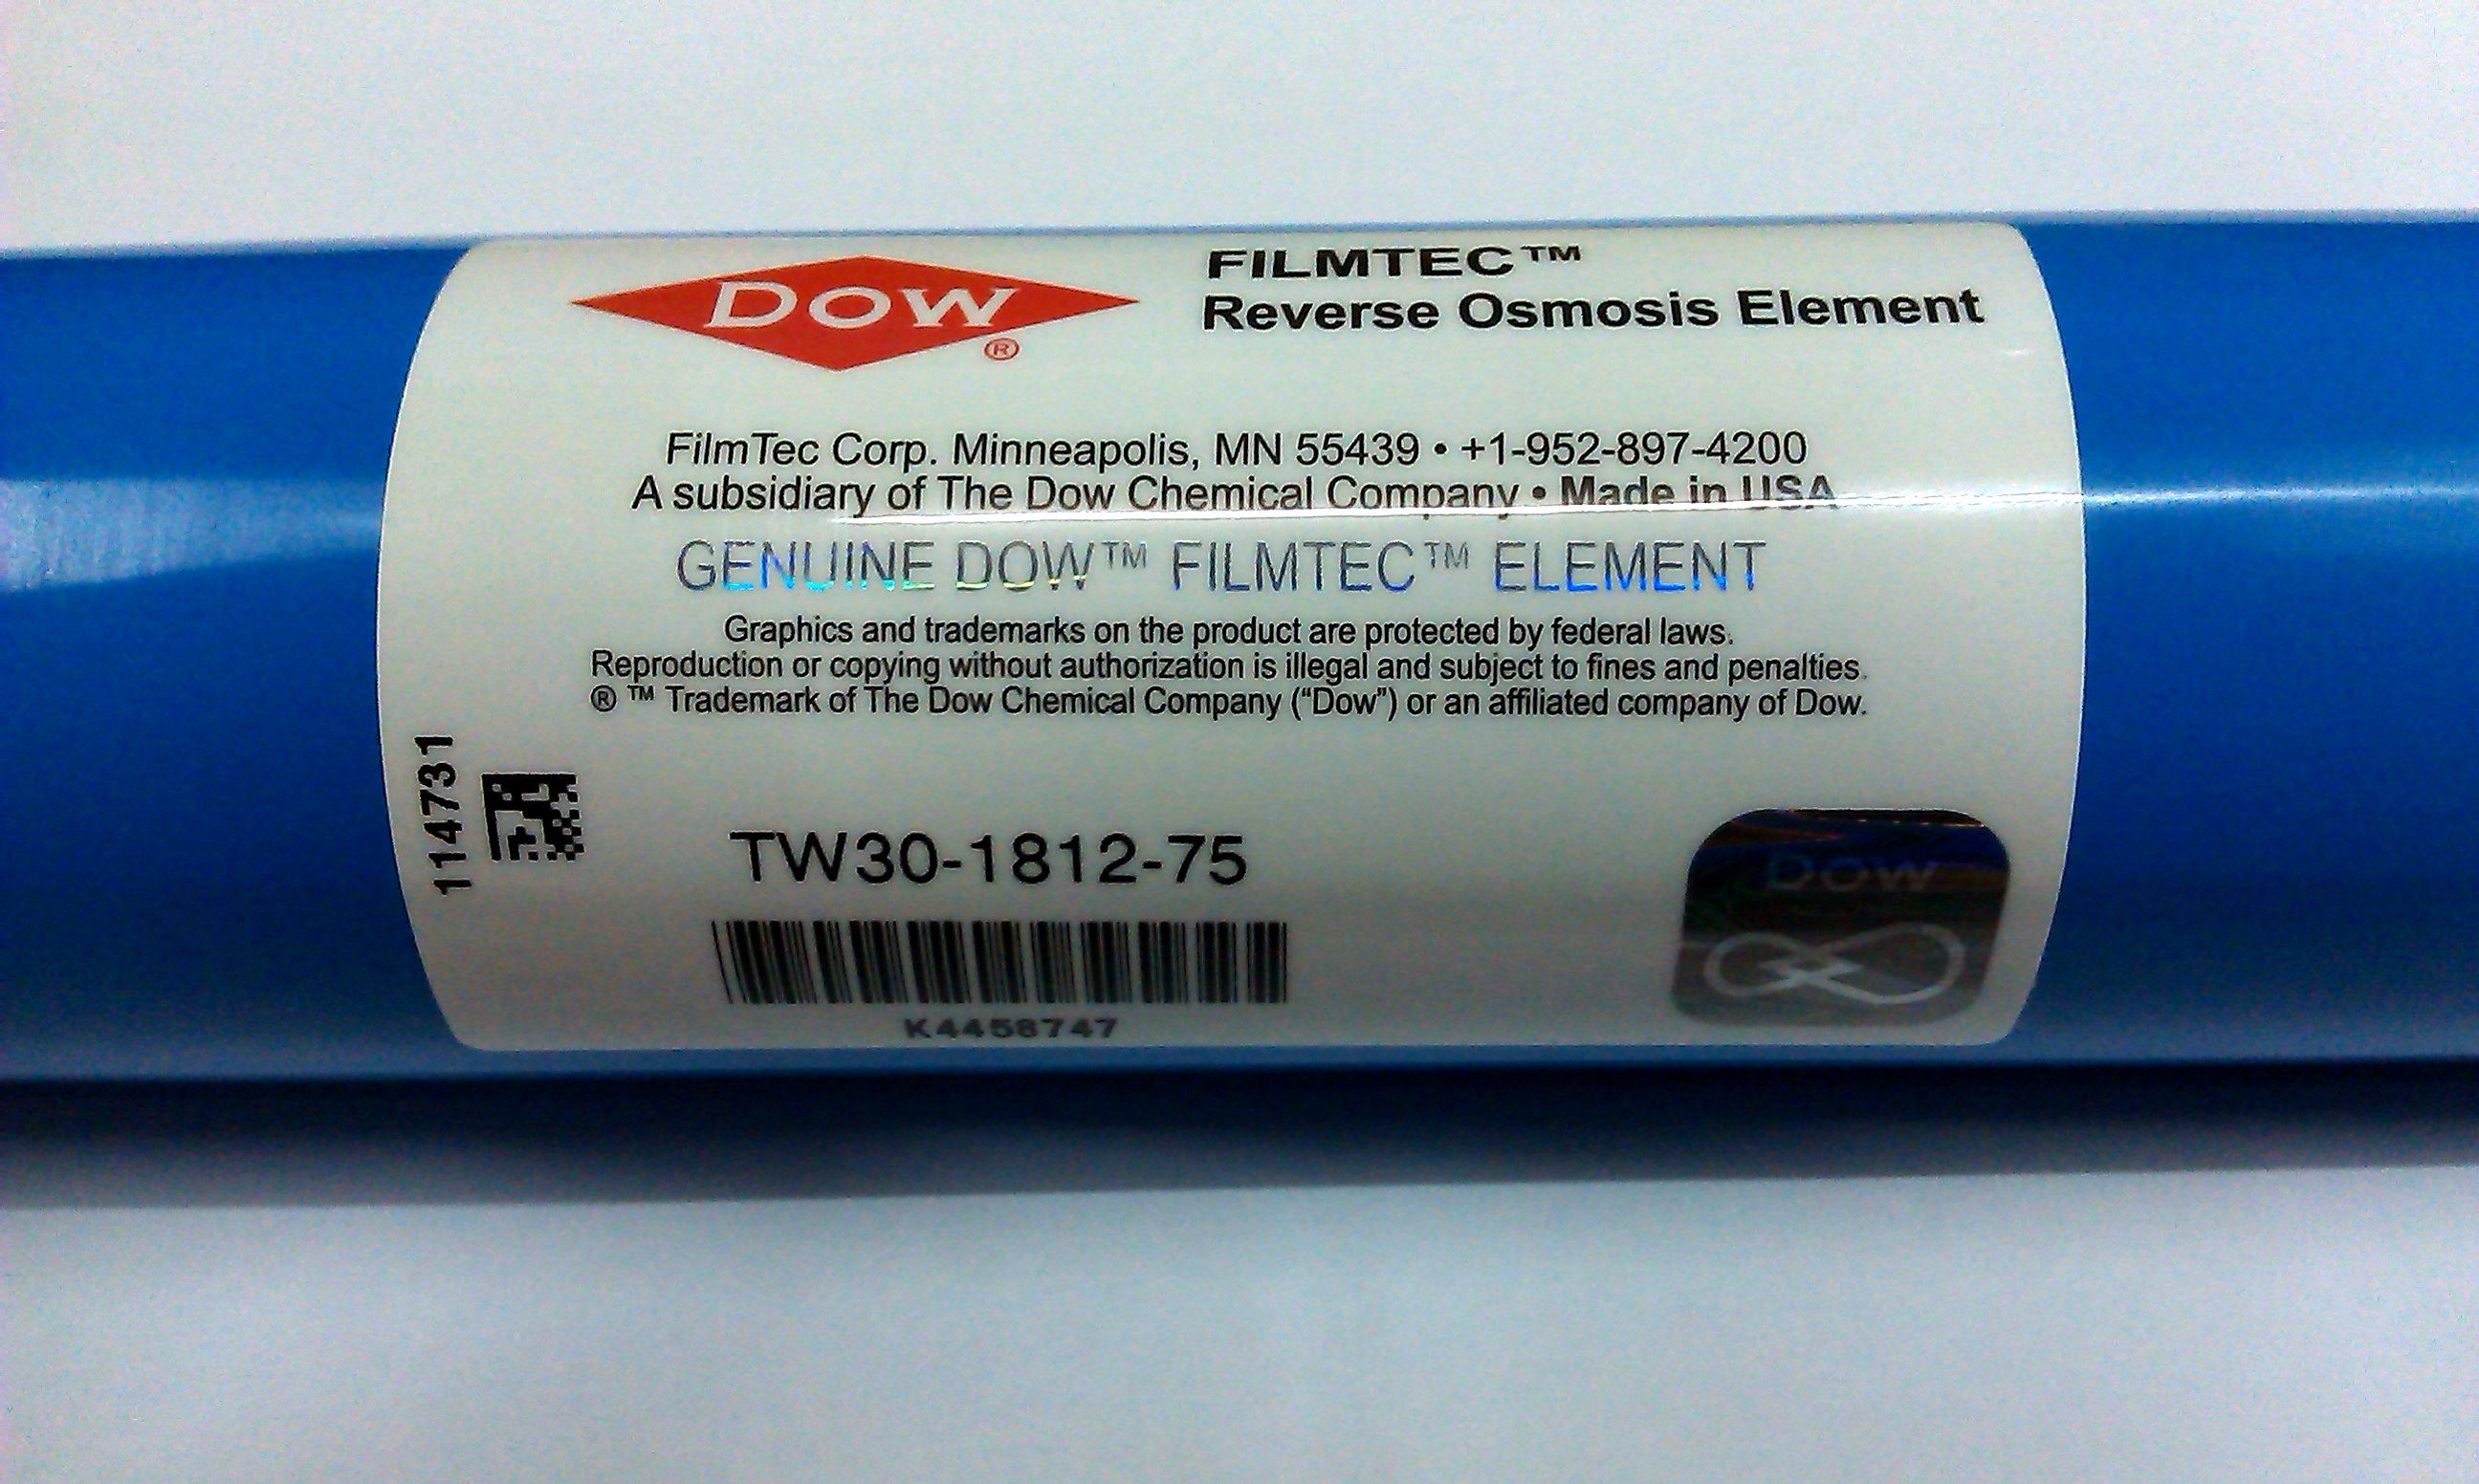 DOW®
FILMTEC™
Reverse Osmosis Element
FilmTec Corp. Minneapolis, MN 55439 • +1-952-897-4200
A subsidiary of The Dow Chemical Company • Made in USA
GENUINE DOW™ FILMTEC™ ELEMENT
Graphics and trademarks on the product are protected by federal laws.
Reproduction or copying without authorization is illegal and subject to fines and penalties.
® ™ Trademark of The Dow Chemical Company (“Dow”) or an affiliated company of Dow.
114731
TW30-1812-75
DOW
K4458747